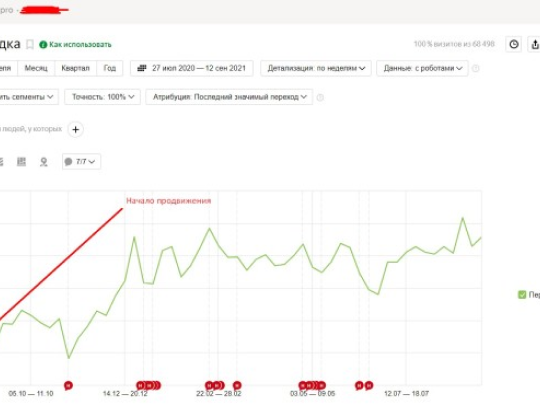 pro
дка Как использовать 100 % визитов из 68 498
еля Месяц Квартал Год 27 июл 2020 — 12 сен 2021 Детализация: по неделям Данные: с роботами
ить сегменты Точность: 100% Атрибуция: Последний значимый переход
людей, у которых +
7/7
Начало продвижения
Пер
05.10 — 11.10 14.12 — 20.12 22.02 — 28.02 03.05 — 09.05 12.07 — 18.07